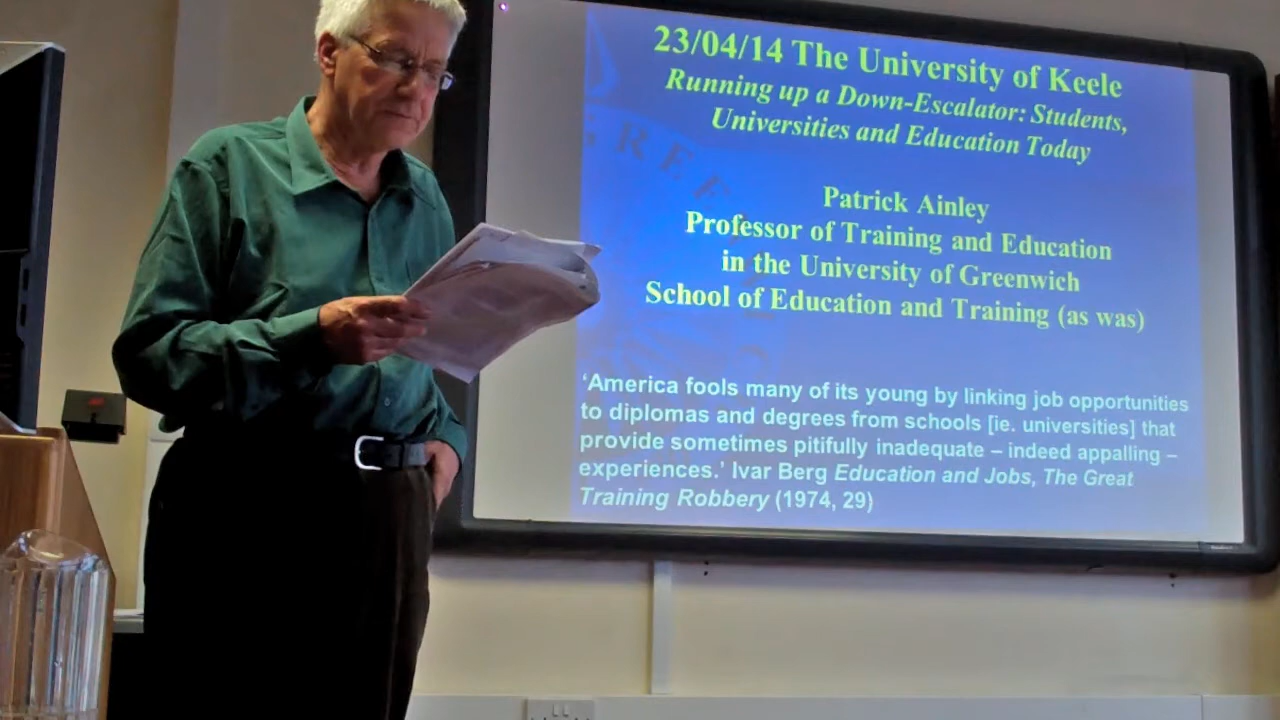 23/04/14 The University of Keele
Running up a Down-Escalator: Students,
Universities and Education Today
Patrick Ainley
Professor of Training and Education
in the University of Greenwich
School of Education and Training (as was)
‘America fools many of its young by linking job opportunities
to diplomas and degrees from schools [ie. universities] that
provide sometimes pitifully inadequate – indeed appalling –
experiences.’ Ivar Berg Education and Jobs, The Great
Training Robbery (1974, 29)